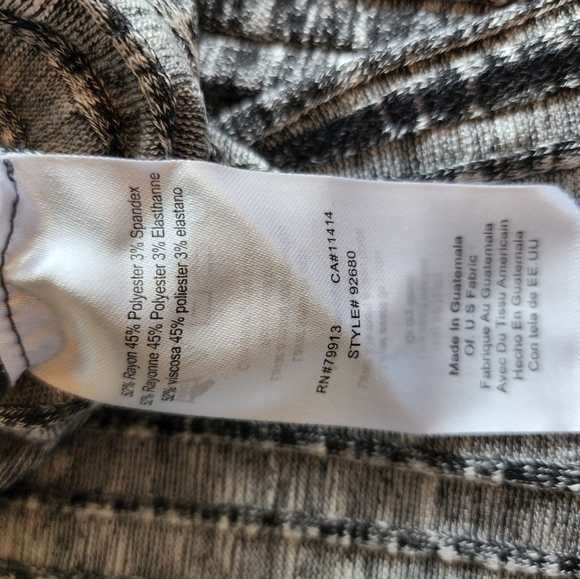 52% Rayon 45% Polyester 3% Spandex
52% Rayonne 45% Polyester 3% Elasthanne
52% viscosa 45% poliester 3% elastano
RN#79913 CA#11414
STYLE# 92680
Made In Guatemala
Of U S Fabric
Fabrique Au Guatemala
Avec Du Tissu Americain
Hecho En Guatemala
Con tela de EE UU